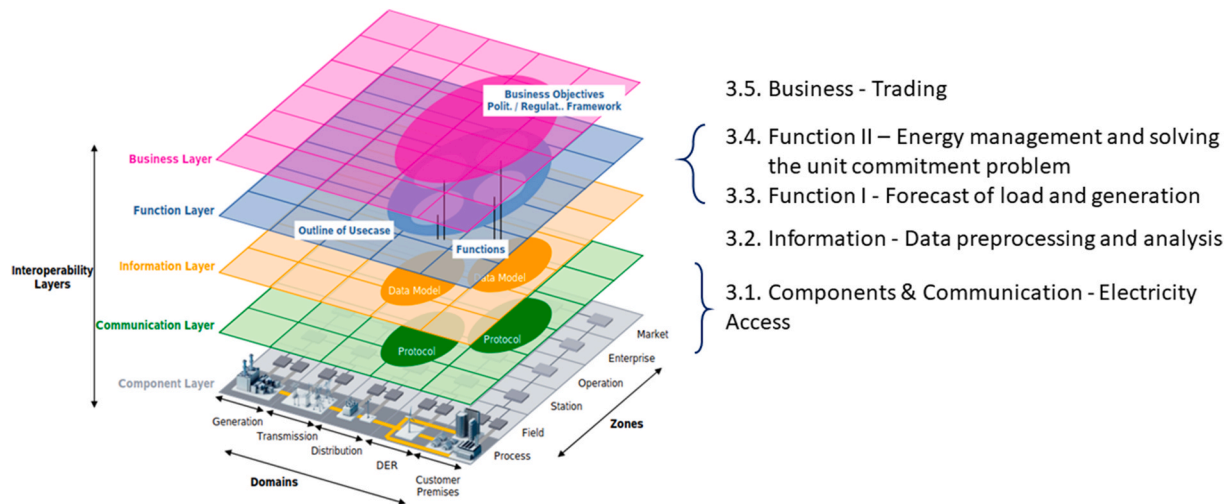 Business Objectives
Polit. / Regulat.. Framework
Business Layer
Function Layer
Outline of Usecase
Functions
Interoperability
Layers
Information Layer
Data Model
Data Model
Communication Layer
Protocol
Protocol
Component Layer
Market
Enterprise
Operation
Station
Field
Process
Zones
Generation
Transmission
Distribution
DER
Customer
Premises
Domains
3.5. Business - Trading
3.4. Function II – Energy management and solving
the unit commitment problem
3.3. Function I - Forecast of load and generation
3.2. Information - Data preprocessing and analysis
3.1. Components & Communication - Electricity
Access